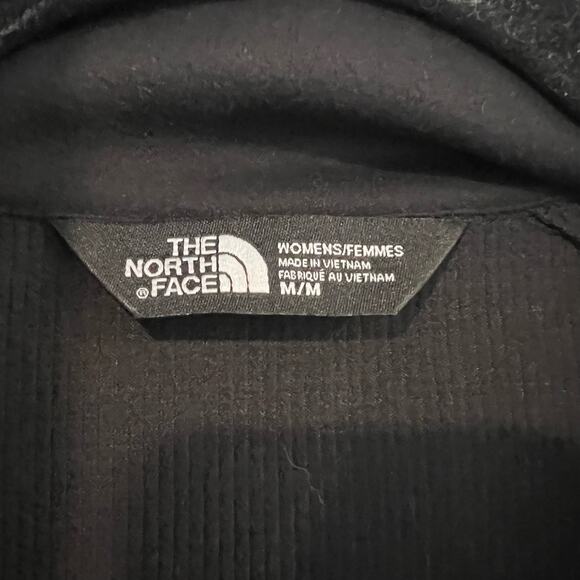 THE
NORTH
®FACE
WOMENS/FEMMES
MADE IN VIETNAM
FABRIQUÉ AU VIETNAM
M/M